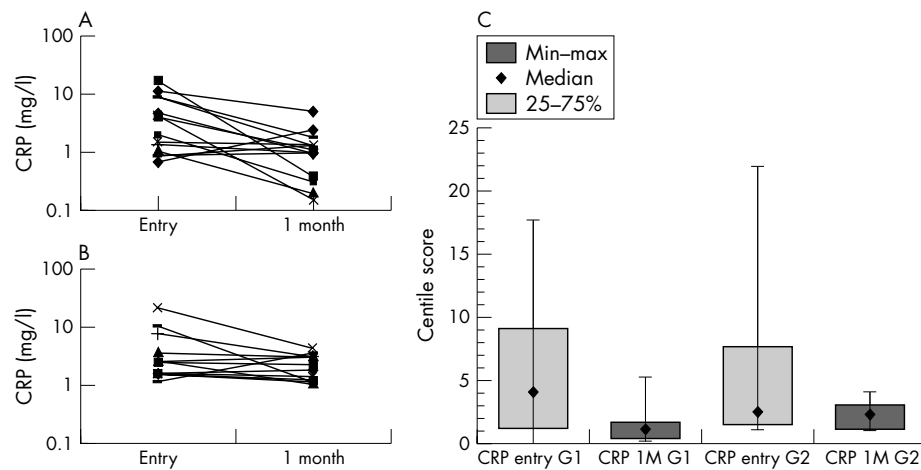 A
100
10
1
0.1
CRP (mg/l)
Entry
1 month
B
100
10
1
0.1
CRP (mg/l)
Entry
1 month
C
Min–max
Median
25–75%
25
20
15
10
5
0
Centile score
CRP entry G1
CRP 1M G1
CRP entry G2
CRP 1M G2